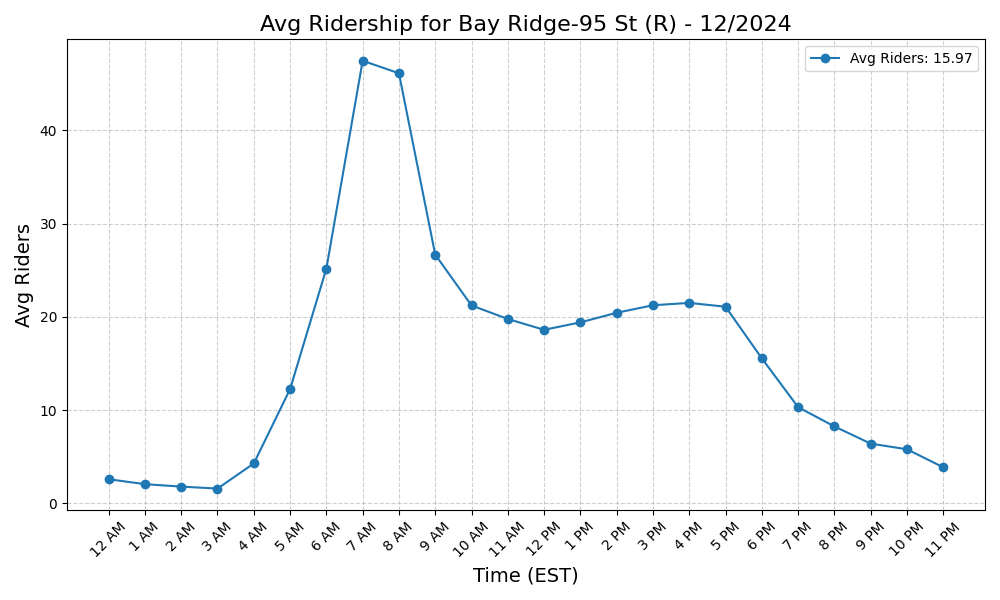 Avg Ridership for Bay Ridge-95 St (R) - 12/2024
Avg Riders: 15.97
Avg Riders
40
30
20
10
0
12 AM
1 AM
2 AM
3 AM
4 AM
5 AM
6 AM
7 AM
8 AM
9 AM
10 AM
11 AM
12 PM
1 PM
2 PM
3 PM
4 PM
5 PM
6 PM
7 PM
8 PM
9 PM
10 PM
11 PM
Time (EST)